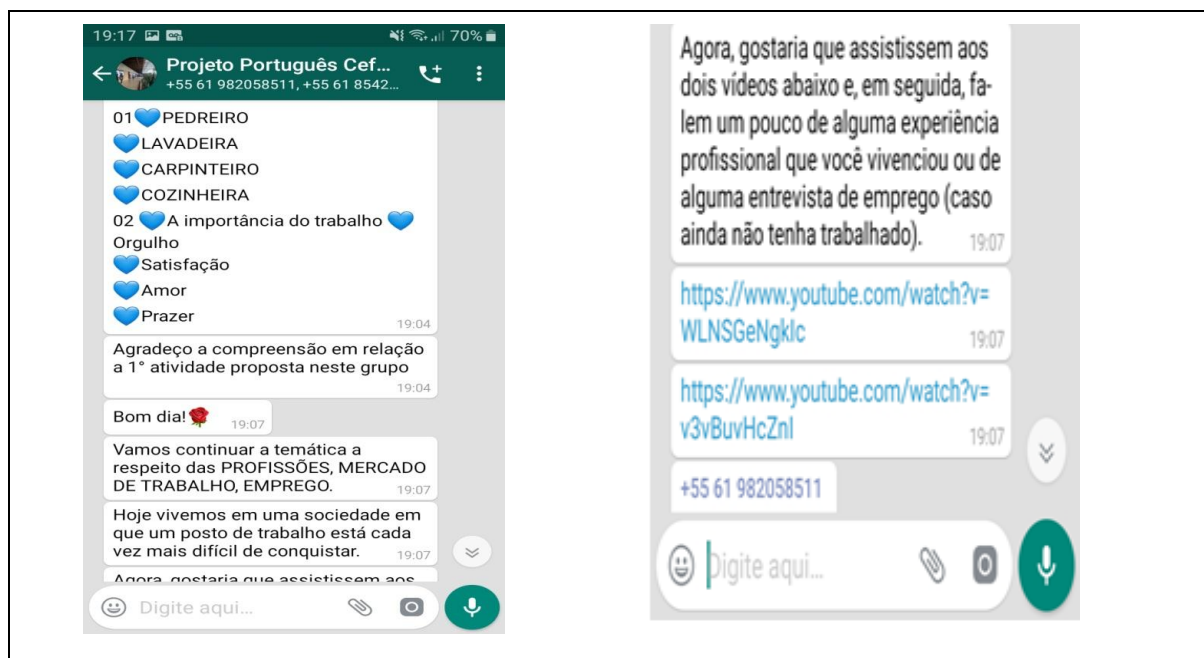 19:17 70%
Projeto Português Cef...
+55 61 982058511, +55 61 8542...
01💙PEDREIRO
💙LAVADEIRA
💙CARPINTEIRO
💙COZINHEIRA
02 💙A importância do trabalho 💙
Orgulho
💙Satisfação
💙Amor
💙Prazer
19:04
Agradeço a compreensão em relação
a 1° atividade proposta neste grupo
19:04
Bom dia!🌹 19:07
Vamos continuar a temática a
respeito das PROFISSÕES, MERCADO
DE TRABALHO, EMPREGO. 19:07
Hoje vivemos em uma sociedade em
que um posto de trabalho está cada
vez mais difícil de conquistar. 19:07
Agora, gostaria que assistissem aos
Digite aqui...
Agora, gostaria que assistissem aos
dois vídeos abaixo e, em seguida, fa-
lem um pouco de alguma experiência
profissional que você vivenciou ou de
alguma entrevista de emprego (caso
ainda não tenha trabalhado). 19:07
https://www.youtube.com/watch?v=
WLNSGeNgkIc 19:07
https://www.youtube.com/watch?v=
v3vBuvHcZnI 19:07
+55 61 982058511
Digite aqui...